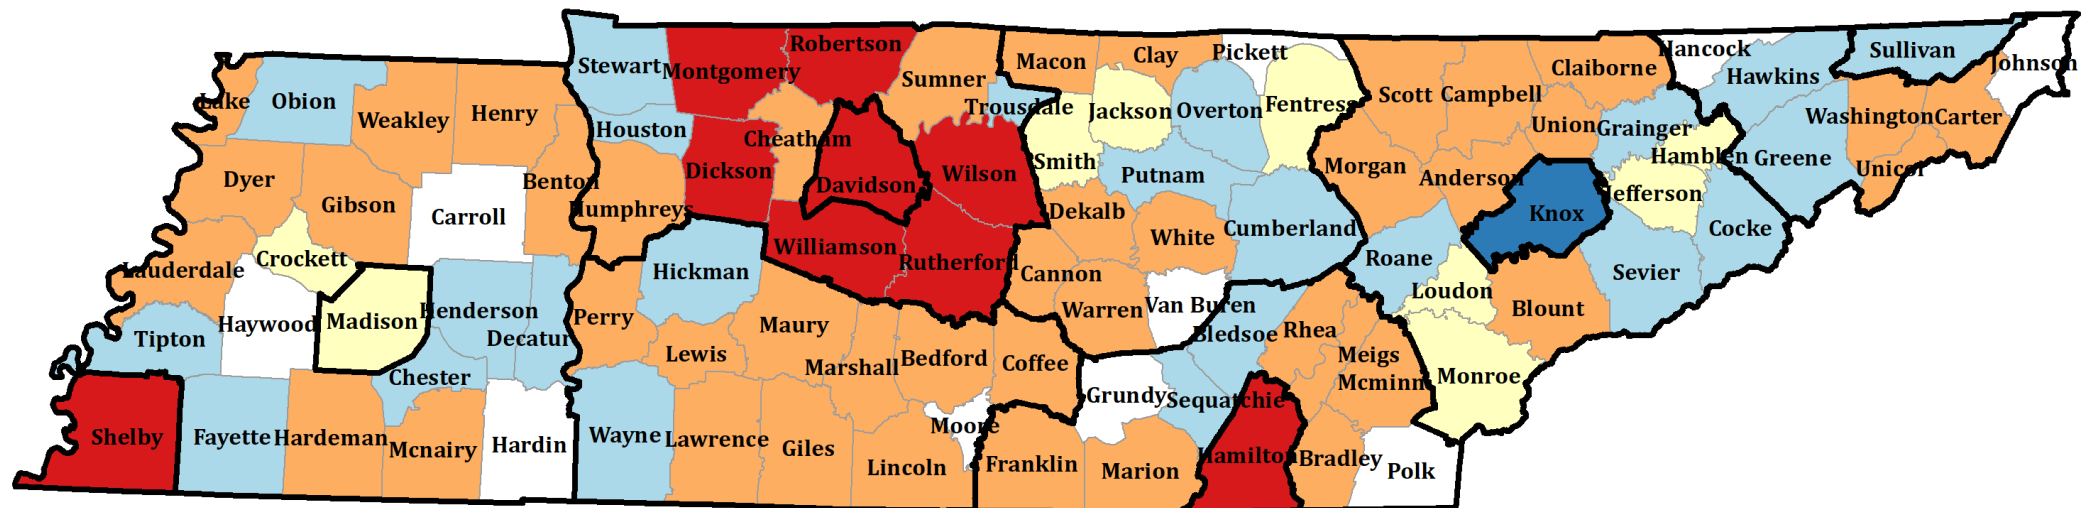 Robertson
Hancock
Sullivan
Pickett
Clay
Macon
Stewart
Montgomery
Sumner
Claiborne
Hawkins
Johnson
Lake
Obion
Weakley
Henry
Trousdale
Jackson
Overton
Fentress
Scott
Campbell
Houston
Cheatham
Union
Grainger
Washington
Carter
Dyer
Gibson
Carroll
Benton
Dickson
Davidson
Wilson
Smith
Putnam
Morgan
Anderson
Hamblen
Greene
Unicoi
Humphreys
Dekalb
White
Cumberland
Knox
Jefferson
Cocke
Crockett
Lauderdale
Williamson
Rutherford
Hickman
Cannon
Roane
Sevier
Tipton
Haywood
Madison
Henderson
Decatur
Perry
Lewis
Maury
Marshall
Bedford
Coffee
Warren
Van Buren
Bledsoe
Rhea
Meigs
Mcminn
Loudon
Blount
Monroe
Chester
Grundy
Sequatchie
Shelby
Fayette
Hardeman
Mcnairy
Hardin
Wayne
Lawrence
Giles
Lincoln
Moore
Franklin
Marion
Hamilton
Bradley
Polk